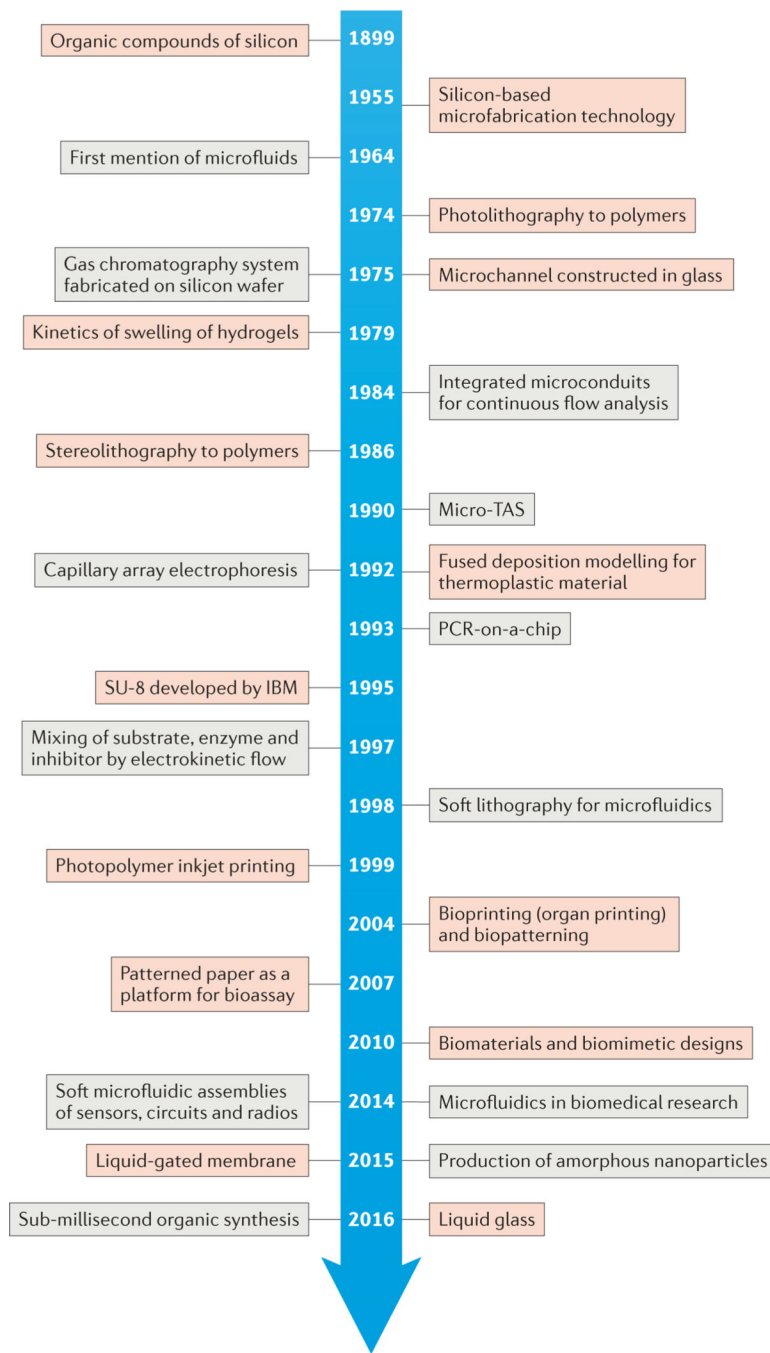 Organic compounds of silicon
1899
1955
Silicon-based
microfabrication technology
First mention of microfluids
1964
1974
Photolithography to polymers
Gas chromatography system
fabricated on silicon wafer
1975
Microchannel constructed in glass
Kinetics of swelling of hydrogels
1979
1984
Integrated microconduits
for continuous flow analysis
Stereolithography to polymers
1986
1990
Micro-TAS
Capillary array electrophoresis
1992
Fused deposition modelling for
thermoplastic material
1993
PCR-on-a-chip
SU-8 developed by IBM
1995
Mixing of substrate, enzyme and
inhibitor by electrokinetic flow
1997
1998
Soft lithography for microfluidics
Photopolymer inkjet printing
1999
2004
Bioprinting (organ printing)
and biopatterning
Patterned paper as a
platform for bioassay
2007
2010
Biomaterials and biomimetic designs
Soft microfluidic assemblies
of sensors, circuits and radios
2014
Microfluidics in biomedical research
Liquid-gated membrane
2015
Production of amorphous nanoparticles
Sub-millisecond organic synthesis
2016
Liquid glass